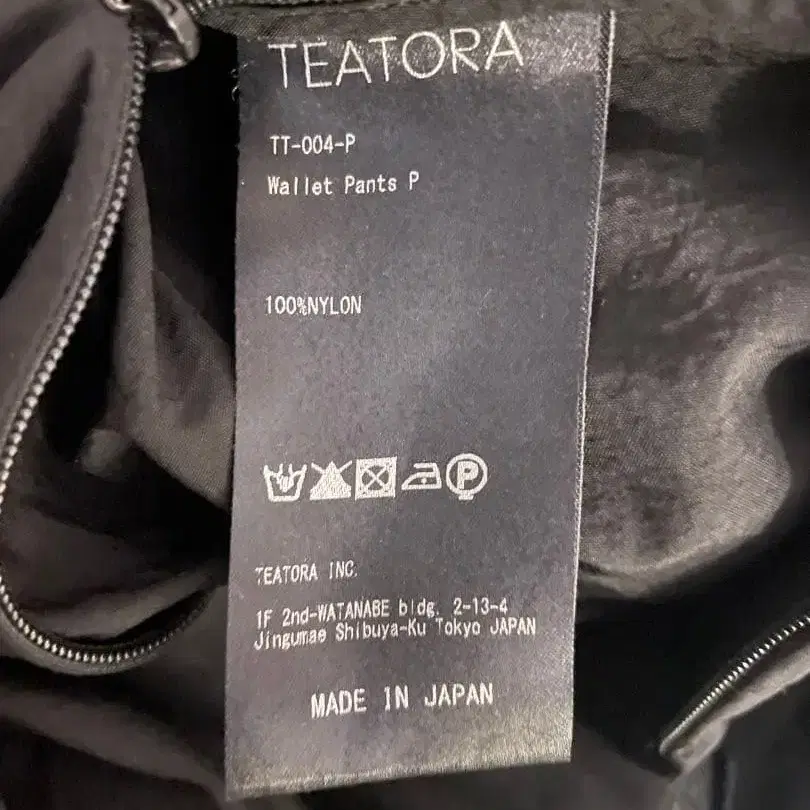 TEATORA
TT-004-P
Wallet Pants P
100%NYLON
P
TEATORA INC.
1F 2nd-WATANABE bldg. 2-13-4
Jingumae Shibuya-Ku Tokyo JAPAN
MADE IN JAPAN